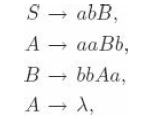 S → abB,
A → aaBb,
B → bbAa,
A → λ,